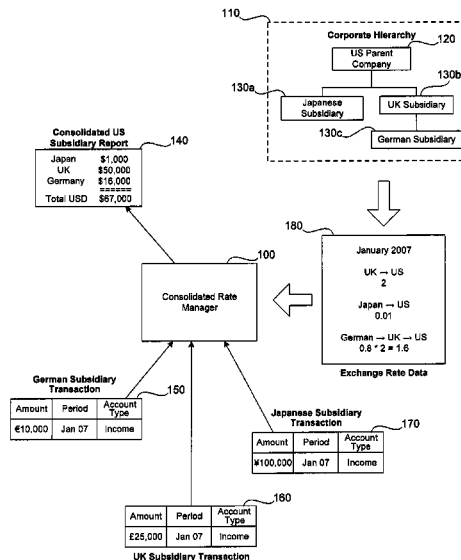 110
Corporate Hierarchy
120
US Parent
Company
130a
130b
Japanese
Subsidiary
UK Subsidiary
130c
German Subsidiary
Consolidated US
Subsidiary Report
140
Japan $1,000
UK $50,000
Germany $16,000
======
Total USD $67,000
180
January 2007
UK → US
2
Japan → US
0.01
German → UK → US
0.8 * 2 = 1.6
Exchange Rate Data
100
Consolidated Rate
Manager
German Subsidiary
Transaction
150
Amount Period Account Type
€10,000 Jan 07 Income
Japanese Subsidiary
Transaction
170
Amount Period Account Type
¥100,000 Jan 07 Income
160
Amount Period Account Type
£25,000 Jan 07 Income
UK Subsidiary Transaction